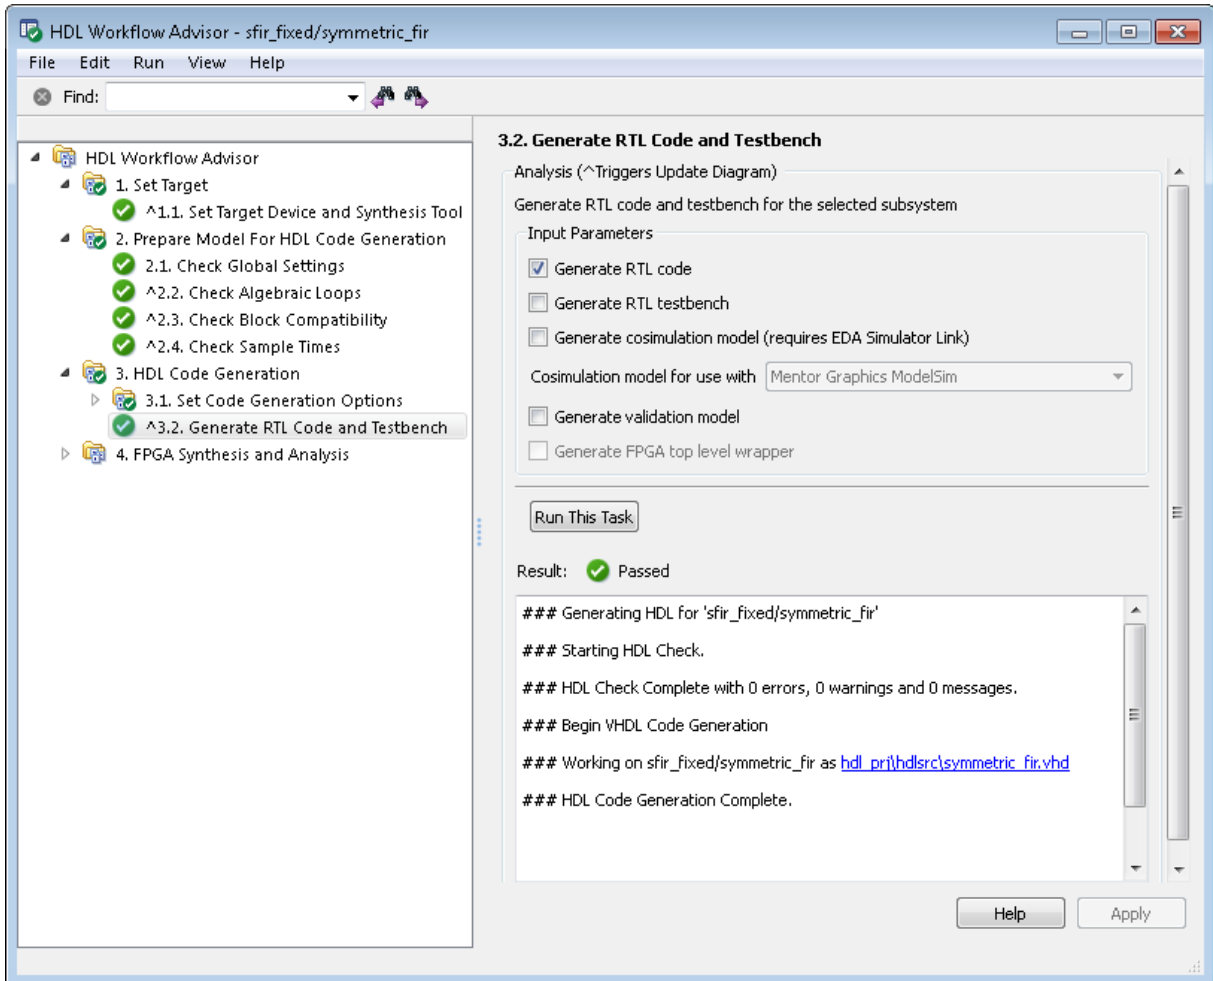 HDL Workflow Advisor - sfir_fixed/symmetric_fir
File Edit Run View Help
Find:
HDL Workflow Advisor
1. Set Target
^1.1. Set Target Device and Synthesis Tool
2. Prepare Model For HDL Code Generation
2.1. Check Global Settings
^2.2. Check Algebraic Loops
^2.3. Check Block Compatibility
^2.4. Check Sample Times
3. HDL Code Generation
3.1. Set Code Generation Options
^3.2. Generate RTL Code and Testbench
4. FPGA Synthesis and Analysis
3.2. Generate RTL Code and Testbench
Analysis (^Triggers Update Diagram)
Generate RTL code and testbench for the selected subsystem
Input Parameters
Generate RTL code
Generate RTL testbench
Generate cosimulation model (requires EDA Simulator Link)
Cosimulation model for use with Mentor Graphics ModelSim
Generate validation model
Generate FPGA top level wrapper
Run This Task
Result: Passed
### Generating HDL for 'sfir_fixed/symmetric_fir'
### Starting HDL Check.
### HDL Check Complete with 0 errors, 0 warnings and 0 messages.
### Begin VHDL Code Generation
### Working on sfir_fixed/symmetric_fir as hdl_prj\hdlsrc\symmetric_fir.vhd
### HDL Code Generation Complete.
Help Apply